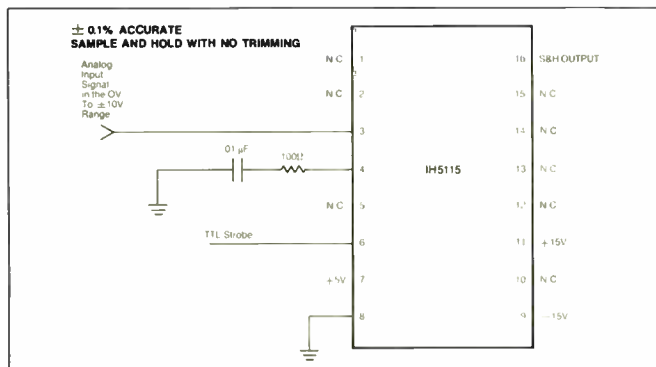 ± 0.1% ACCURATE
SAMPLE AND HOLD WITH NO TRIMMING
Analog
Input
Signal
in the OV
To ±10V
Range
.01 µF
100Ω
TTL Strobe
N C 1
N C 2
3
4
N C 5
6
+5V 7
8
IH5115
16 S&H OUTPUT
15 N C
14 N C
13 N C
12 N C
11 +15V
10 N C
9 −15V